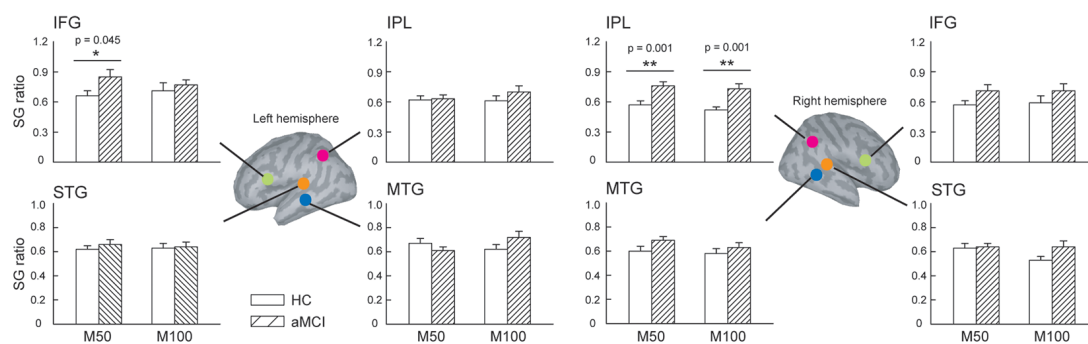 IFG
IPL
IPL
IFG
1.2
0.9
0.6
0.3
0
SG ratio
p = 0.045
*
1.2
0.9
0.6
0.3
0
1.2
0.9
0.6
0.3
0
p = 0.001
**
p = 0.001
**
1.2
0.9
0.6
0.3
0
Left hemisphere
Right hemisphere
STG
MTG
MTG
STG
1.0
0.8
0.6
0.4
0.2
0
SG ratio
M50
M100
HC
aMCI
1.0
0.8
0.6
0.4
0.2
0
M50
M100
1.0
0.8
0.6
0.4
0.2
0
M50
M100
1.0
0.8
0.6
0.4
0.2
0
M50
M100